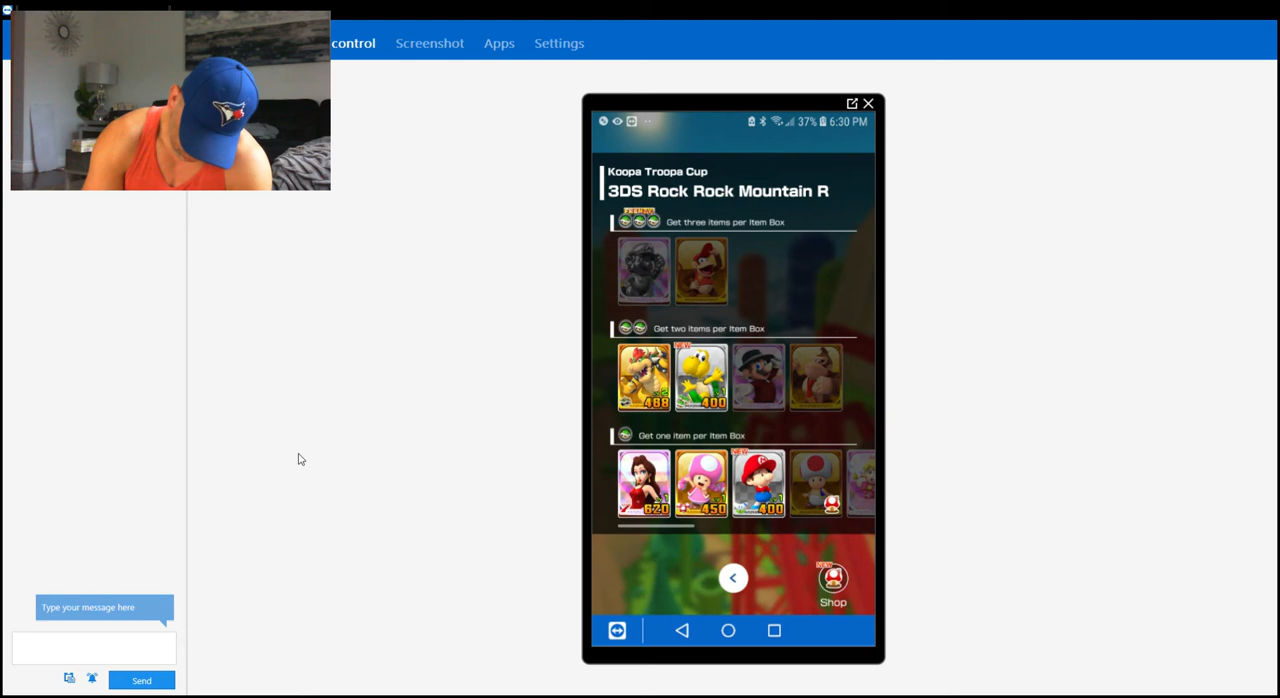 control Screenshot Apps Settings
37% 6:30 PM
Koopa Troopa Cup
3DS Rock Rock Mountain R
FRENZY
Get three items per Item Box
Get two items per Item Box
NEW
488 400
Get one item per Item Box
NEW
620 450 400
NEW
Shop
Type your message here
Send